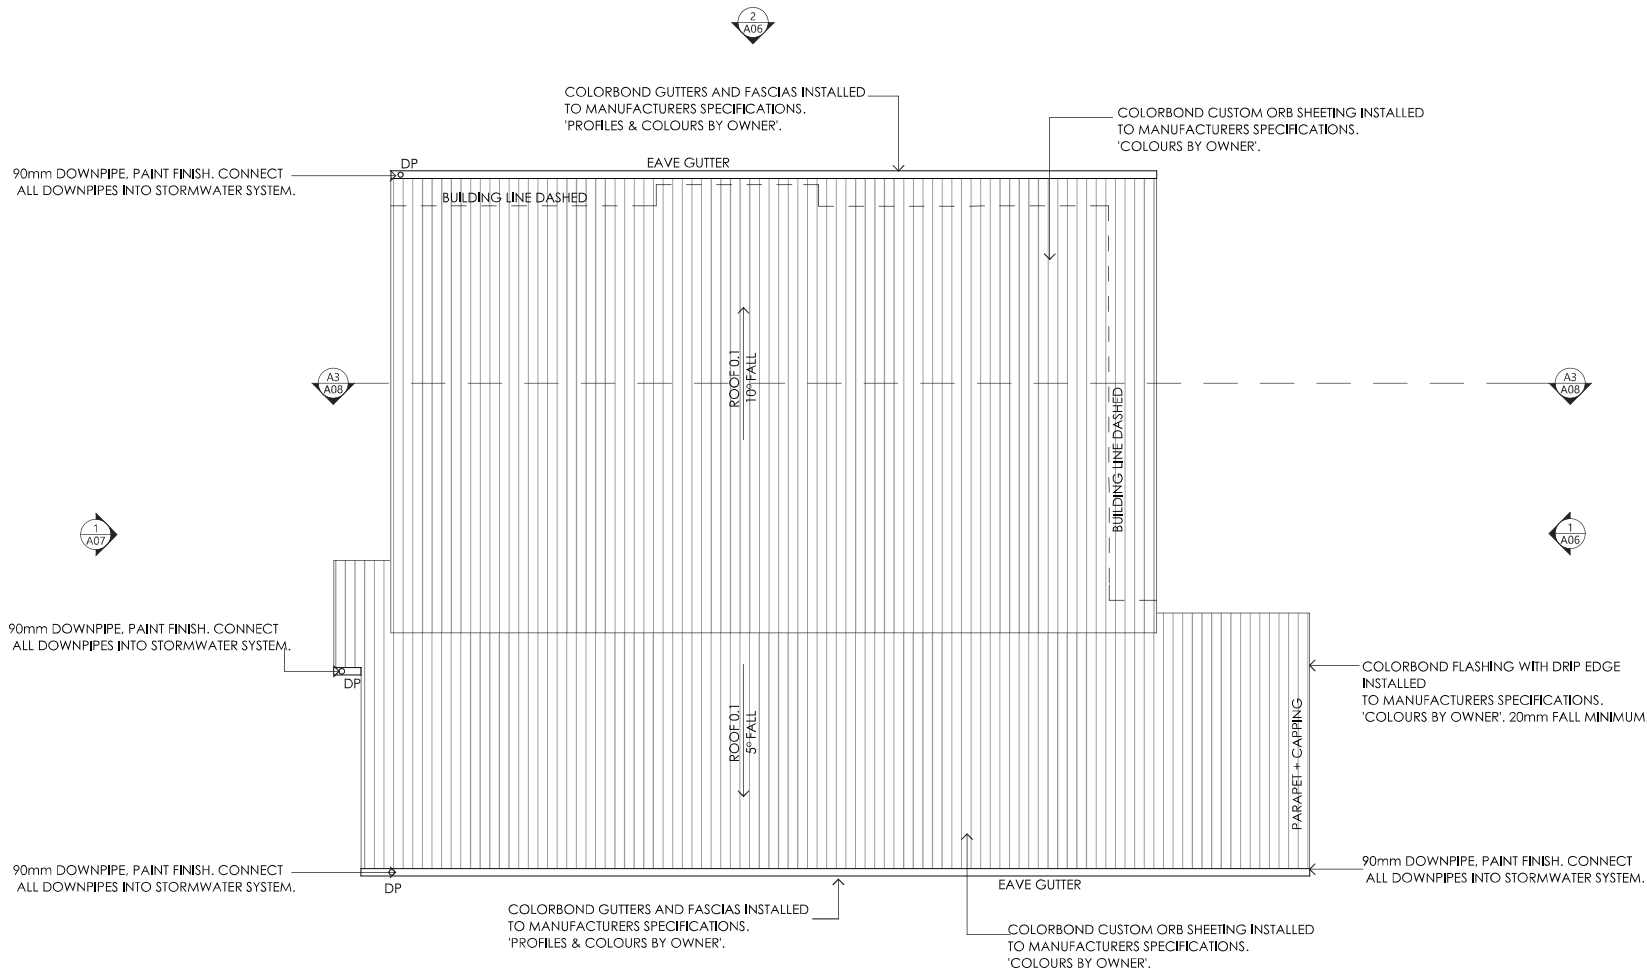 2
A06
COLORBOND GUTTERS AND FASCIAS INSTALLED
TO MANUFACTURERS SPECIFICATIONS.
'PROFILES & COLOURS BY OWNER'.
COLORBOND CUSTOM ORB SHEETING INSTALLED
TO MANUFACTURERS SPECIFICATIONS.
'COLOURS BY OWNER'.
90mm DOWNPIPE, PAINT FINISH. CONNECT
ALL DOWNPIPES INTO STORMWATER SYSTEM.
DP
EAVE GUTTER
BUILDING LINE DASHED
ROOF 0.1
10° FALL
A3
A08
A3
A08
BUILDING LINE DASHED
1
A07
1
A06
90mm DOWNPIPE, PAINT FINISH. CONNECT
ALL DOWNPIPES INTO STORMWATER SYSTEM.
DP
ROOF 0.1
5° FALL
COLORBOND FLASHING WITH DRIP EDGE
INSTALLED
TO MANUFACTURERS SPECIFICATIONS.
'COLOURS BY OWNER'. 20mm FALL MINIMUM
PARAPET + CAPPING
90mm DOWNPIPE, PAINT FINISH. CONNECT
ALL DOWNPIPES INTO STORMWATER SYSTEM.
DP
EAVE GUTTER
90mm DOWNPIPE, PAINT FINISH. CONNECT
ALL DOWNPIPES INTO STORMWATER SYSTEM.
COLORBOND GUTTERS AND FASCIAS INSTALLED
TO MANUFACTURERS SPECIFICATIONS.
'PROFILES & COLOURS BY OWNER'.
COLORBOND CUSTOM ORB SHEETING INSTALLED
TO MANUFACTURERS SPECIFICATIONS.
'COLOURS BY OWNER'.